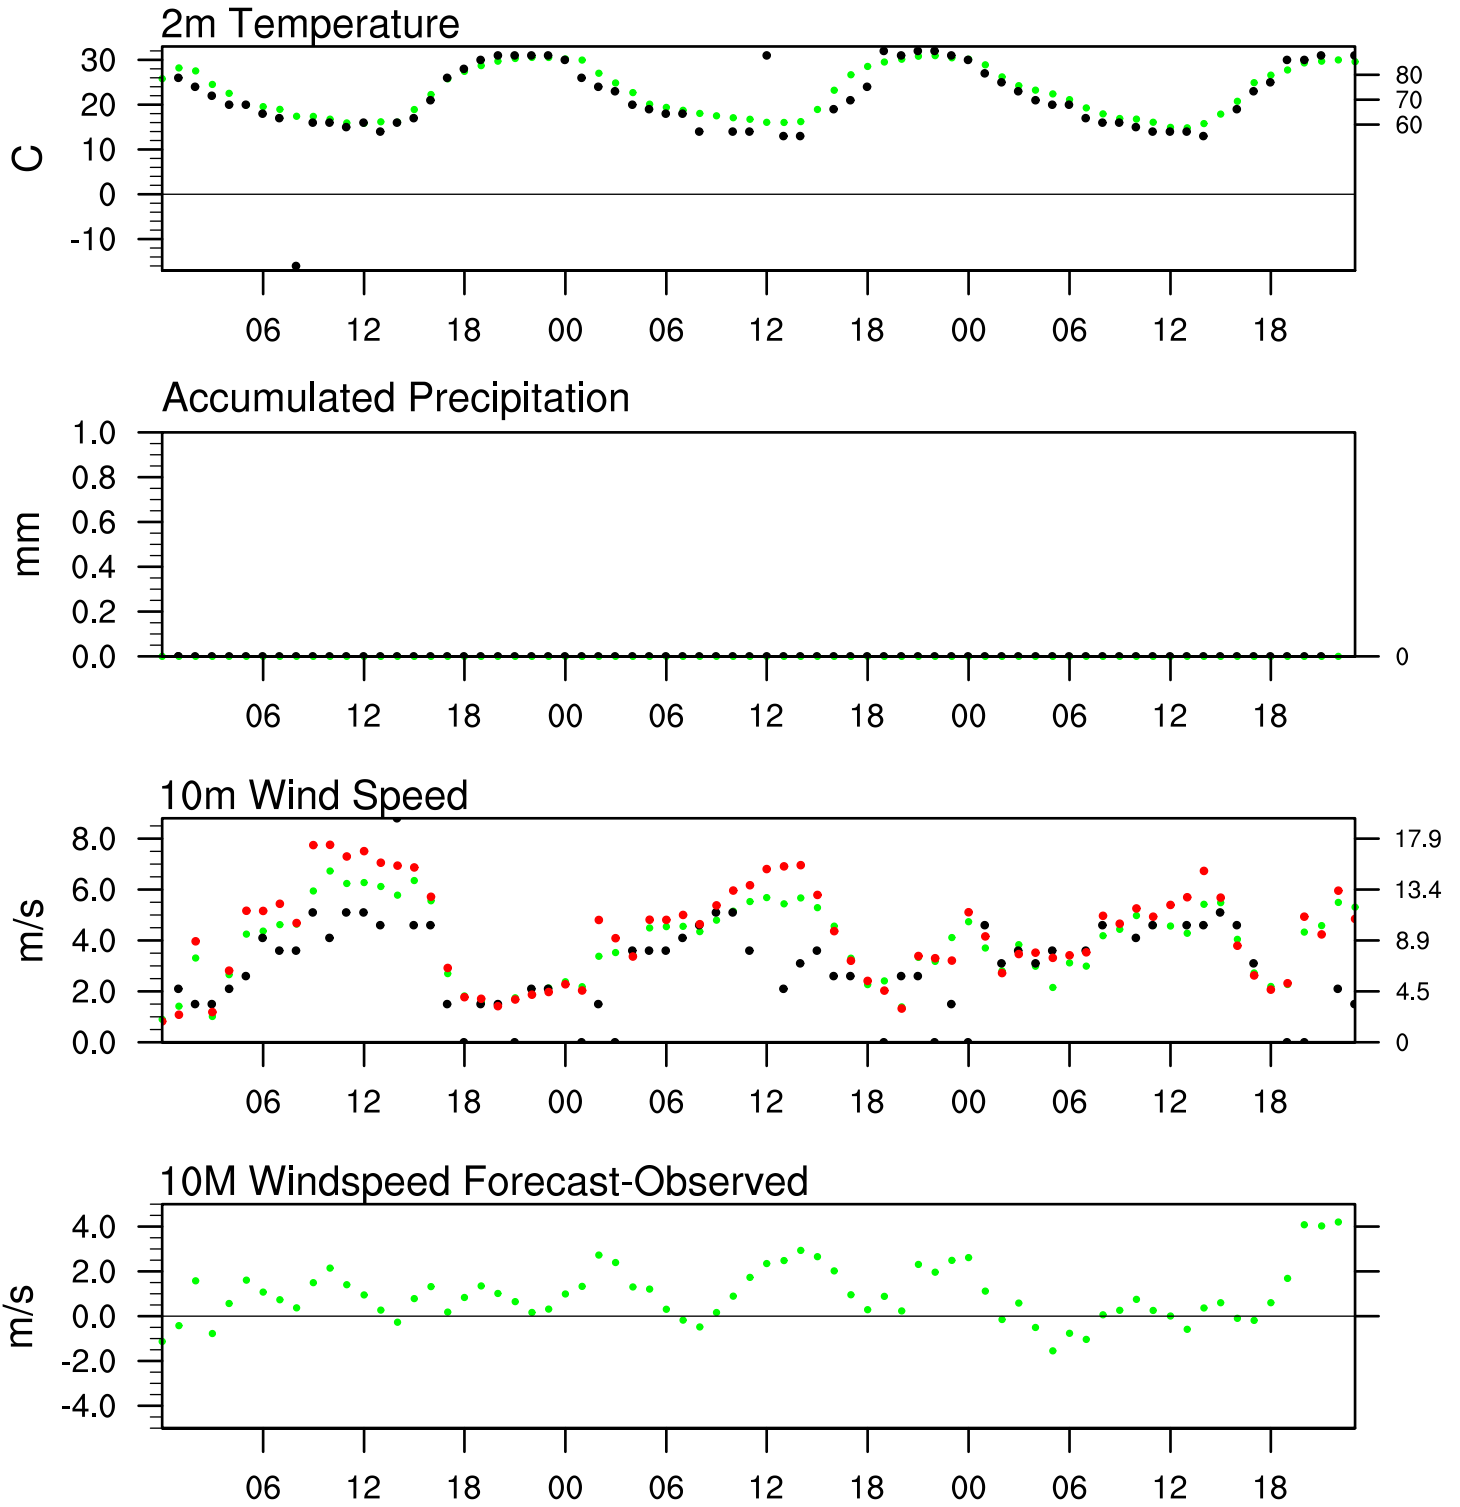 2m Temperature
30
20
10
0
-10
C
80
70
60
06 12 18 00 06 12 18 00 06 12 18
Accumulated Precipitation
1.0
0.8
0.6
0.4
0.2
0.0
mm
0
06 12 18 00 06 12 18 00 06 12 18
10m Wind Speed
8.0
6.0
4.0
2.0
0.0
m/s
17.9
13.4
8.9
4.5
0
06 12 18 00 06 12 18 00 06 12 18
10M Windspeed Forecast-Observed
4.0
2.0
0.0
-2.0
-4.0
m/s
06 12 18 00 06 12 18 00 06 12 18